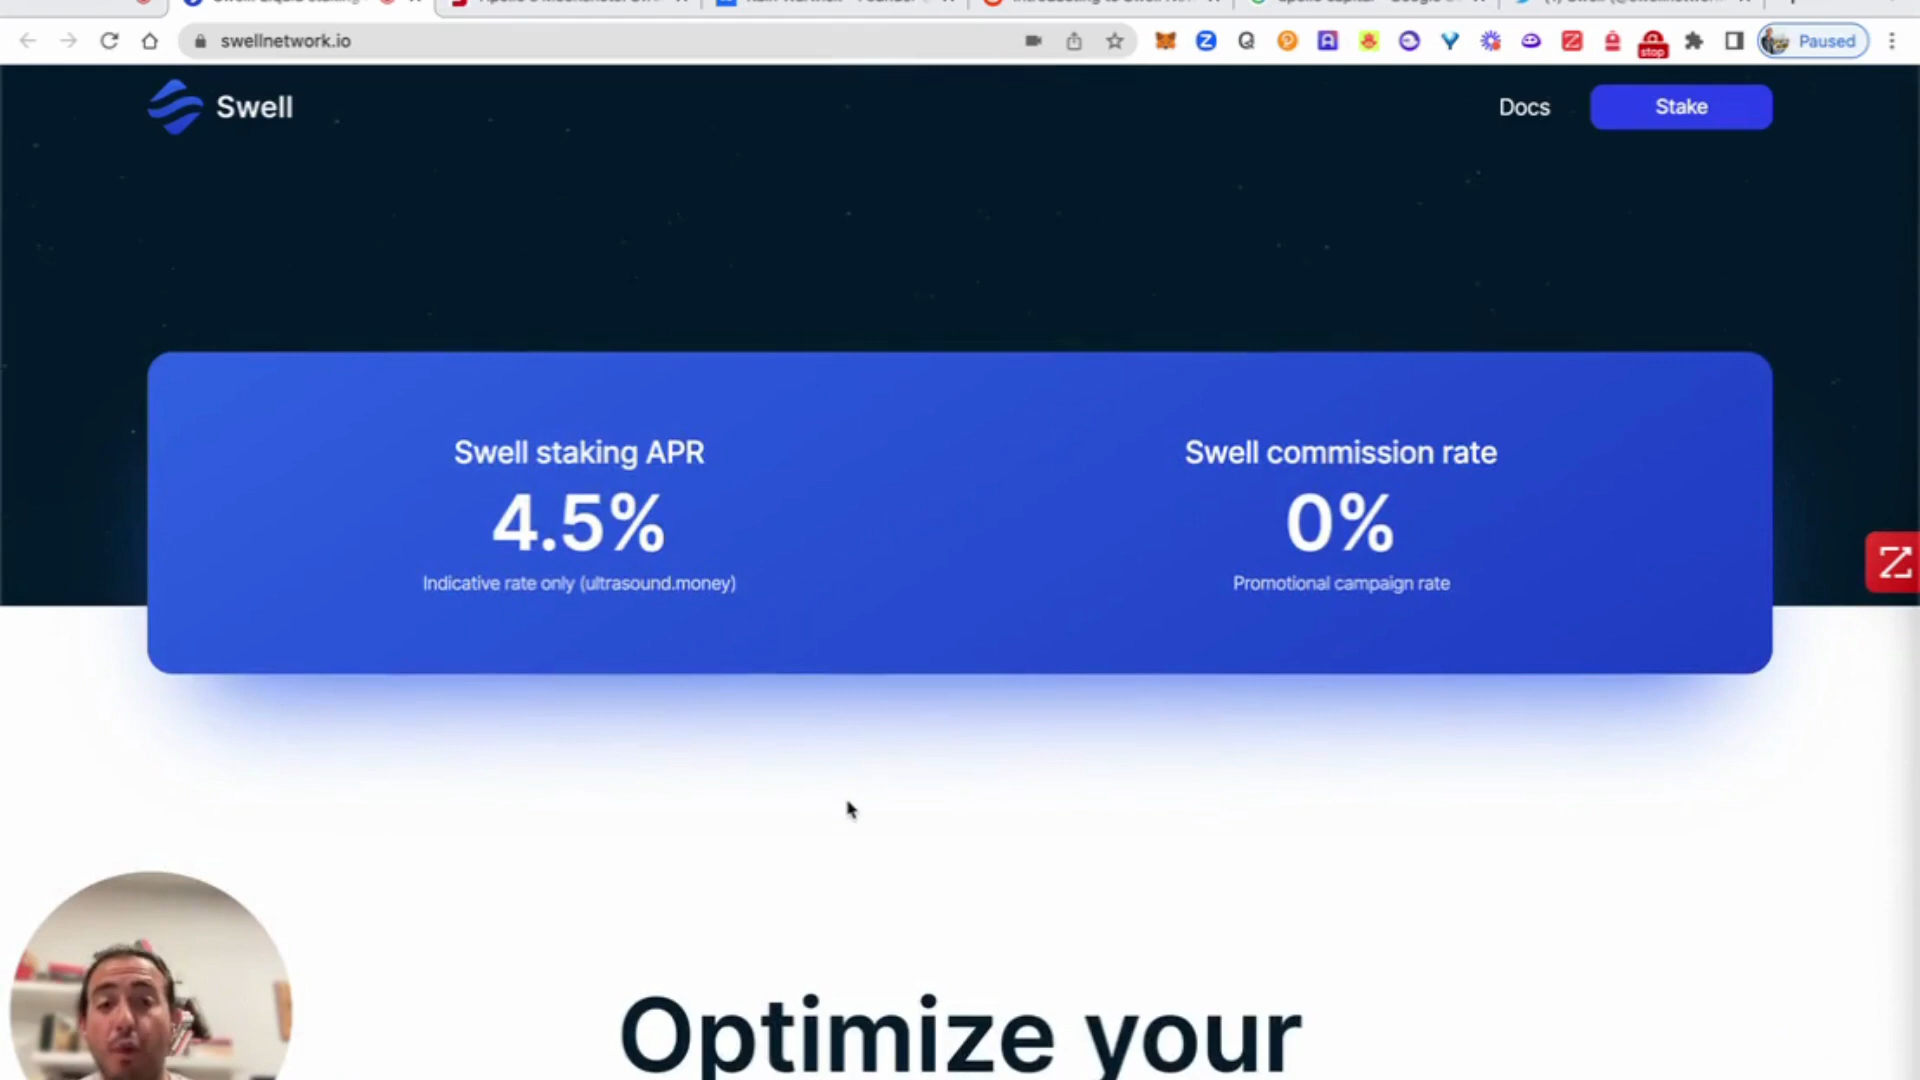 swellnetwork.io
stop
Paused
Swell
Docs
Stake
Swell staking APR
4.5%
Indicative rate only (ultrasound.money)
Swell commission rate
0%
Promotional campaign rate
Optimize your